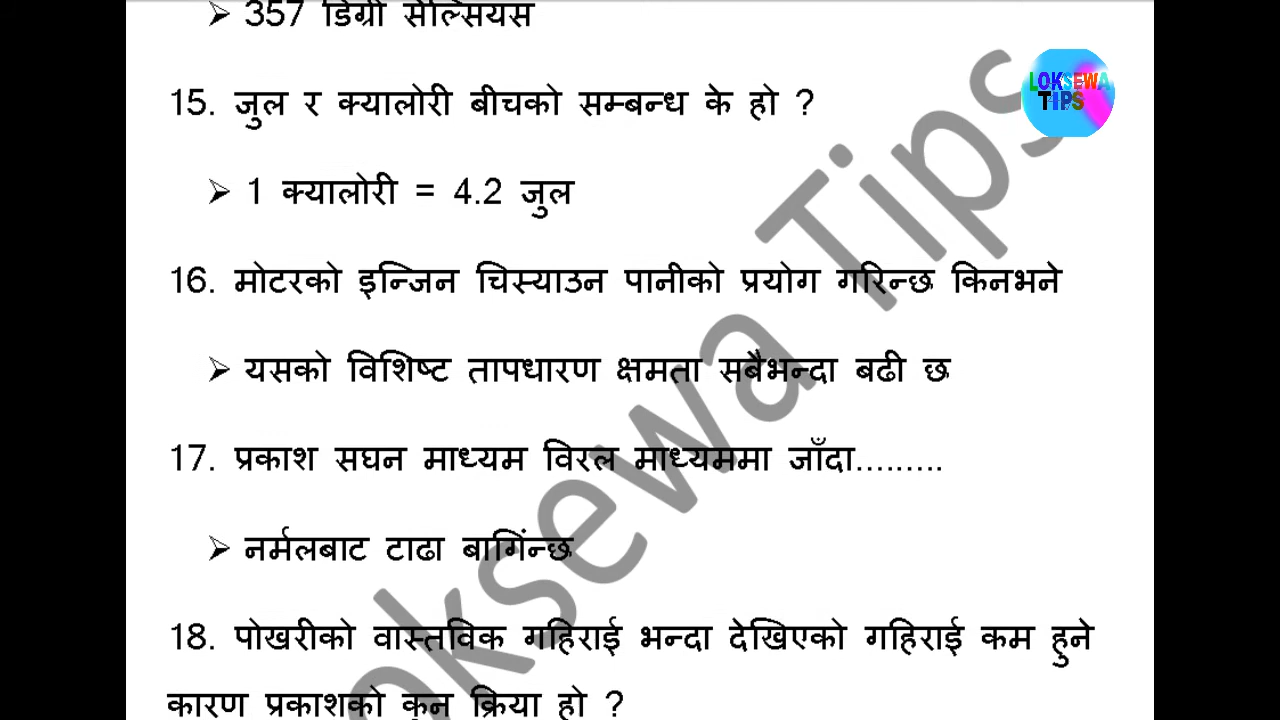 ➢ 357 डिग्री सेल्सियस
LOKSEWA
TIPS
15. जुल र क्यालोरी बीचको सम्बन्ध के हो ?
➢ 1 क्यालोरी = 4.2 जुल
16. मोटरको इन्जिन चिस्याउन पानीको प्रयोग गरिन्छ किनभने
➢ यसको विशिष्ट तापधारण क्षमता सबैभन्दा बढी छ
17. प्रकाश सघन माध्यम विरल माध्यममा जाँदा.........
➢ नर्मलबाट टाढा बागिंन्छ
18. पोखरीको वास्तविक गहिराई भन्दा देखिएको गहिराई कम हुने
कारण प्रकाशको कुन क्रिया हो ?
Loksewa Tips